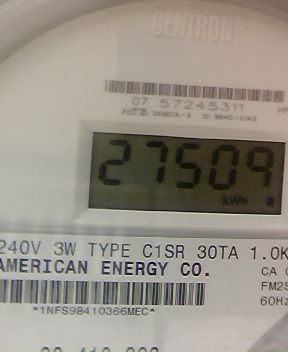 CENTRON
07 57245311
27509
kWh
240V 3W TYPE C1SR 30TA 1.0K
AMERICAN ENERGY CO.
CA
FM2S
60Hz
*1NFS98410366MEC*